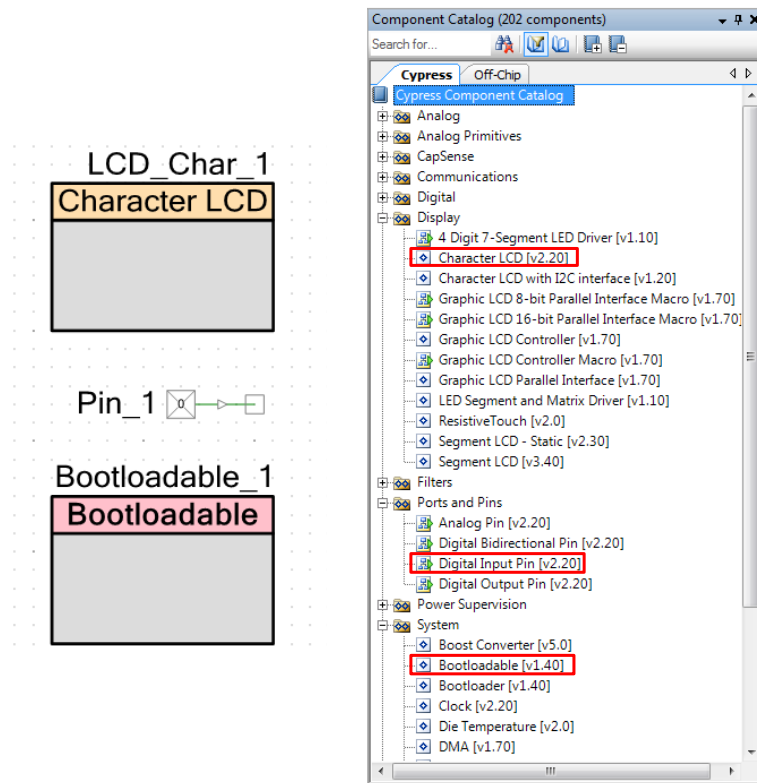 LCD_Char_1
Character LCD
Pin_1
0
Bootloadable_1
Bootloadable
Component Catalog (202 components)
Search for...
Cypress Off-Chip
Cypress Component Catalog
Analog
Analog Primitives
CapSense
Communications
Digital
Display
4 Digit 7-Segment LED Driver [v1.10]
Character LCD [v2.20]
Character LCD with I2C interface [v1.20]
Graphic LCD 8-bit Parallel Interface Macro [v1.70]
Graphic LCD 16-bit Parallel Interface Macro [v1.70]
Graphic LCD Controller [v1.70]
Graphic LCD Controller Macro [v1.70]
Graphic LCD Parallel Interface [v1.70]
LED Segment and Matrix Driver [v1.10]
ResistiveTouch [v2.0]
Segment LCD - Static [v2.30]
Segment LCD [v3.40]
Filters
Ports and Pins
Analog Pin [v2.20]
Digital Bidirectional Pin [v2.20]
Digital Input Pin [v2.20]
Digital Output Pin [v2.20]
Power Supervision
System
Boost Converter [v5.0]
Bootloadable [v1.40]
Bootloader [v1.40]
Clock [v2.20]
Die Temperature [v2.0]
DMA [v1.70]